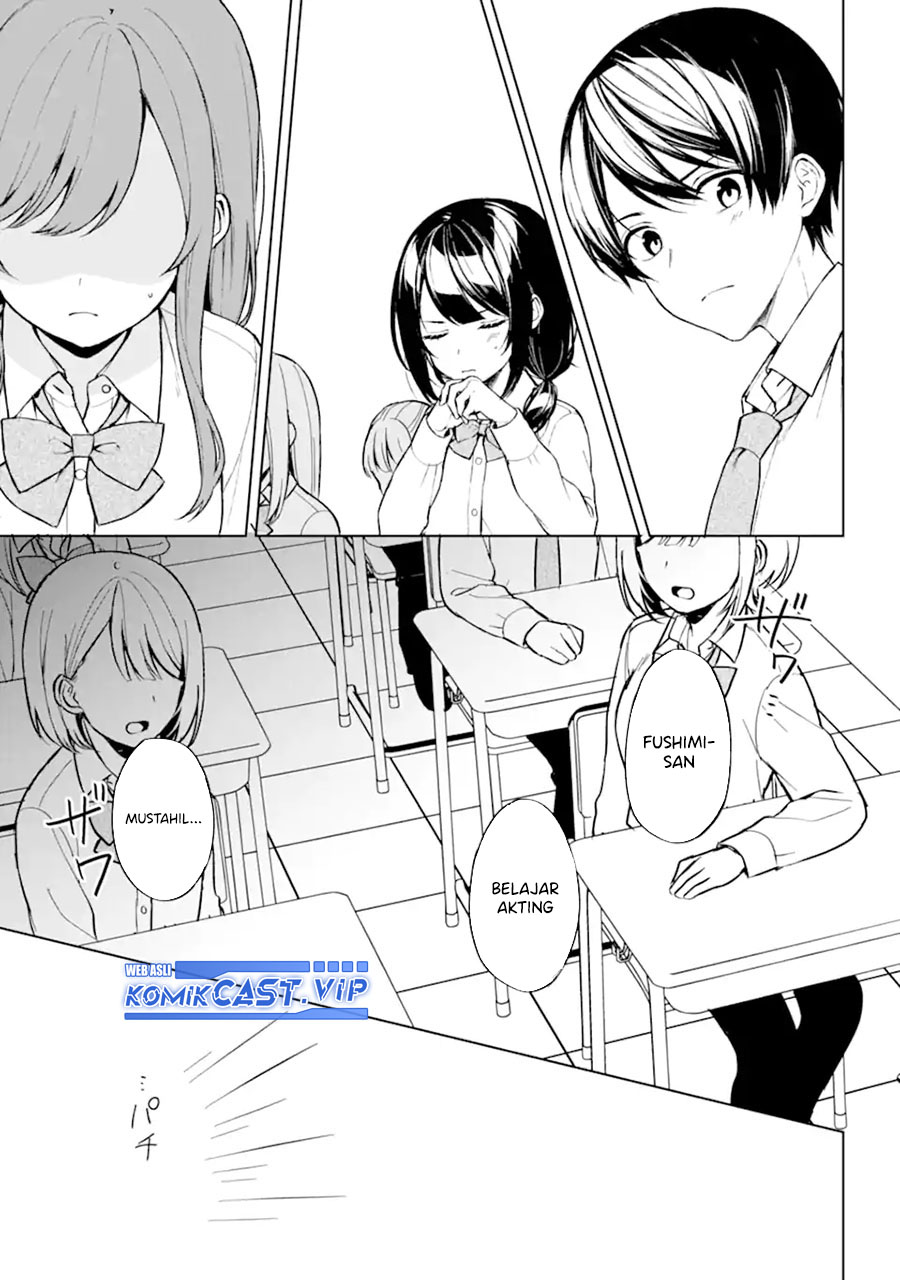 ザワ
FUSHIMI-
SAN
BELAJAR
AKTING
MUSTAHIL...
ザワ
WEB ASLI
KOMIKCAST.VIP
…パチ